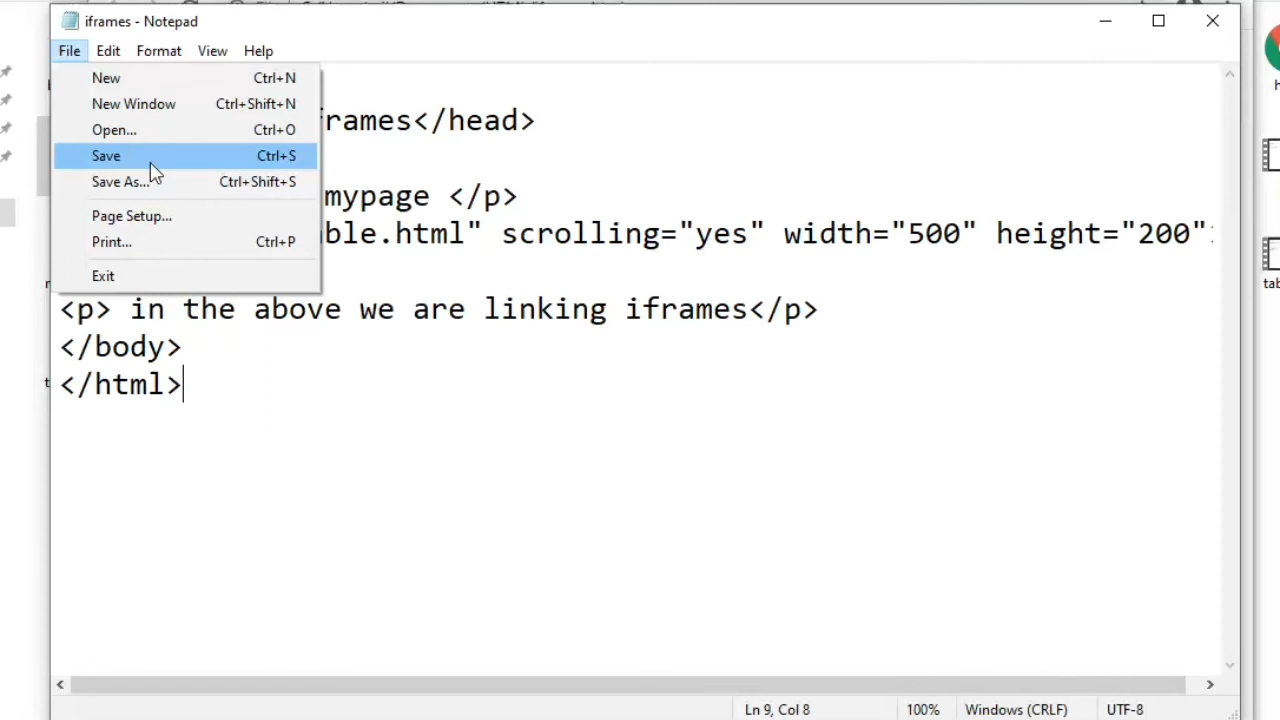 iframes - Notepad
File Edit Format View Help
New Ctrl+N
New Window Ctrl+Shift+N
Open... Ctrl+O
Save Ctrl+S
Save As... Ctrl+Shift+S
Page Setup... 
Print... Ctrl+P
Exit
rames</head>
mypage </p>
ble.html" scrolling="yes" width="500" height="200"
<p> in the above we are linking iframes</p>
</body>
</html>
Ln 9, Col 8 100% Windows (CRLF) UTF-8